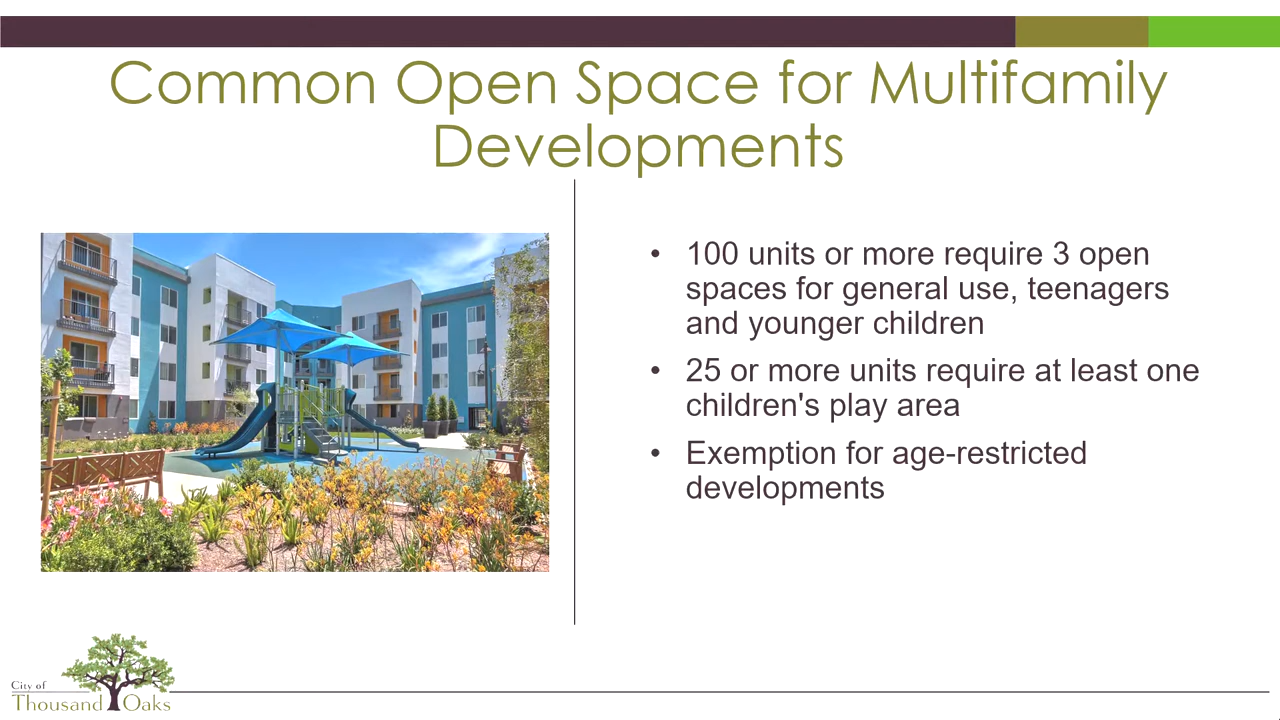 Common Open Space for Multifamily
Developments
• 100 units or more require 3 open
spaces for general use, teenagers
and younger children
• 25 or more units require at least one
children's play area
• Exemption for age-restricted
developments
City of
Thousand Oaks